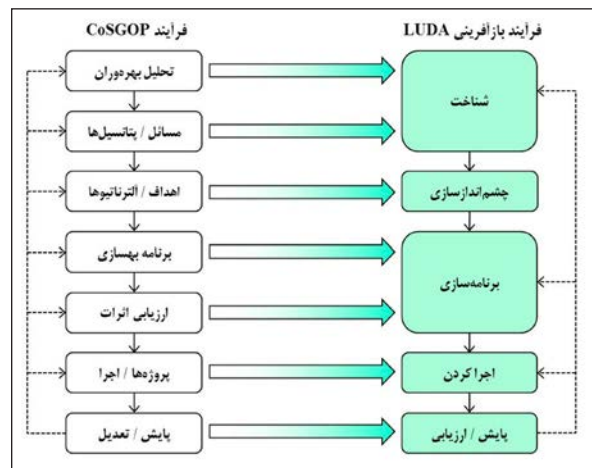 فرآیند بازآفرینی LUDA
فرآیند CoSGOP
شناخت
چشم‌اندازسازی
برنامه‌سازی
اجرا کردن
پایش / ارزیابی
تحلیل بهره‌وران
مسائل / پتانسیل‌ها
اهداف / آلترناتیوها
برنامه بهسازی
ارزیابی اثرات
پروژه‌ها / اجرا
پایش / تعدیل